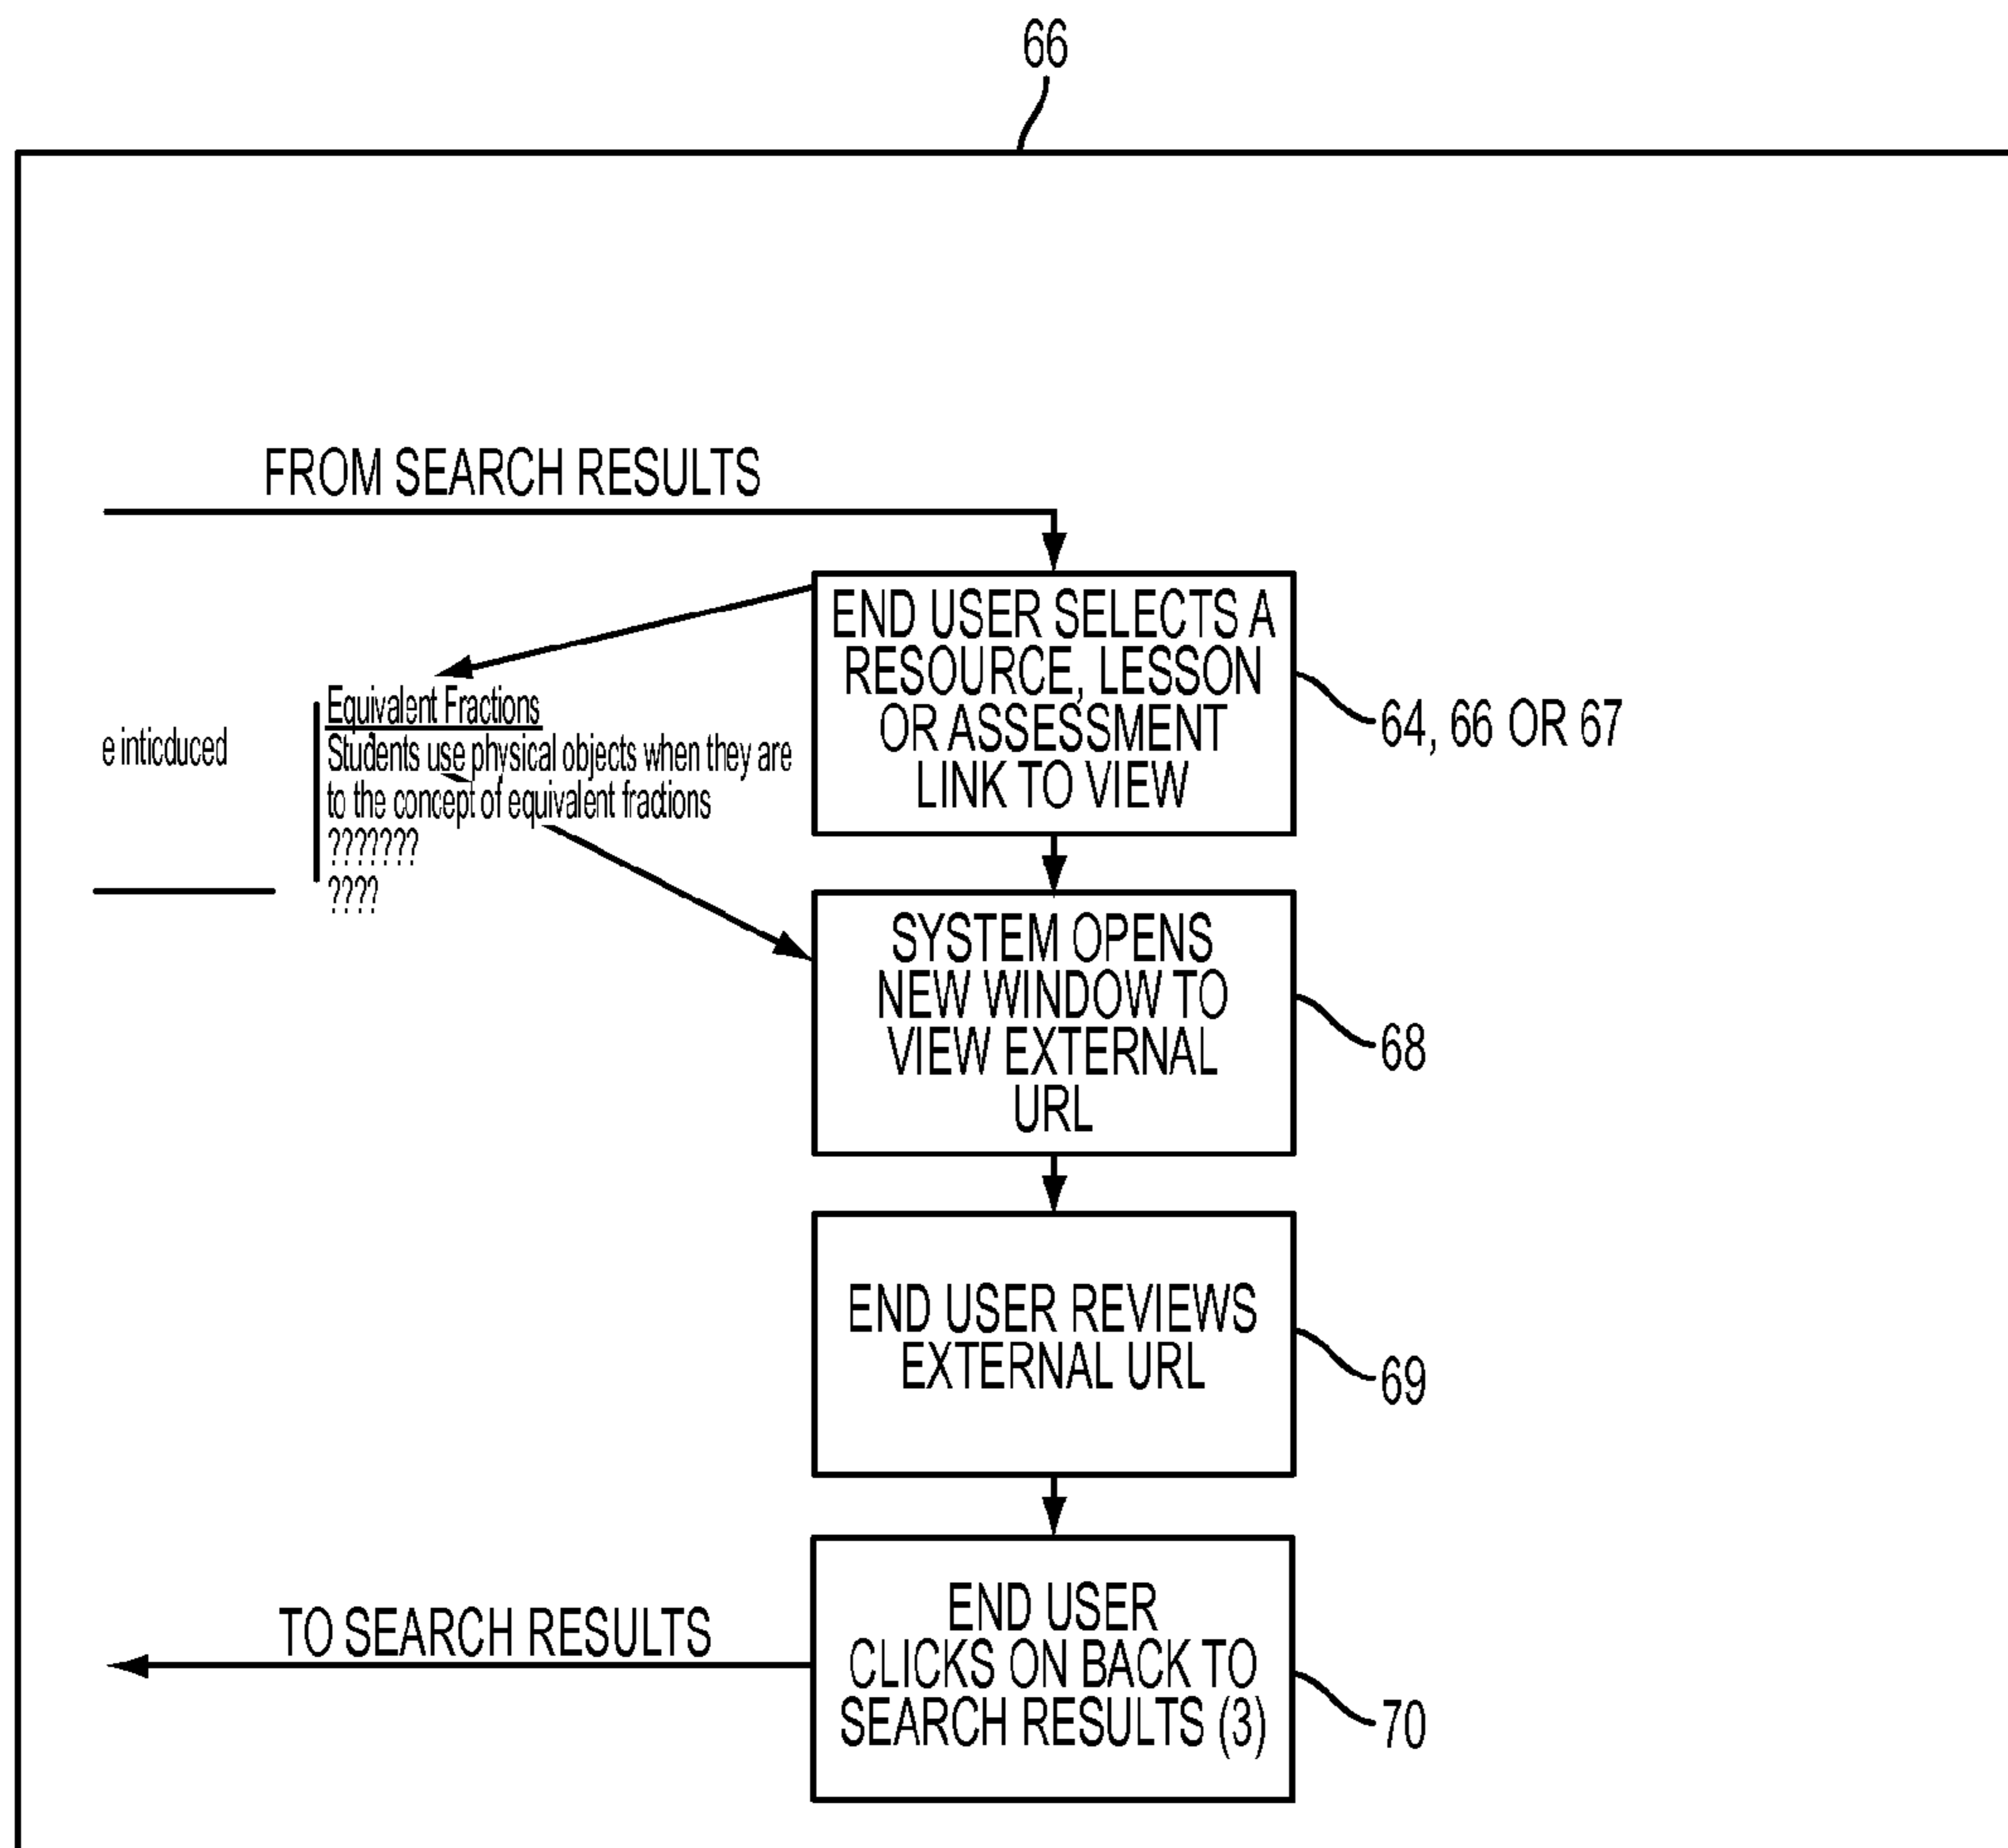 66
FROM SEARCH RESULTS
END USER SELECTS A
RESOURCE, LESSON
OR ASSESSMENT
LINK TO VIEW
64, 66 OR 67
e inticduced
Equivalent Fractions
Students use physical objects when they are
to the concept of equivalent fractions
???????
????
SYSTEM OPENS
NEW WINDOW TO
VIEW EXTERNAL
URL
68
END USER REVIEWS
EXTERNAL URL
69
TO SEARCH RESULTS
END USER
CLICKS ON BACK TO
SEARCH RESULTS (3)
70